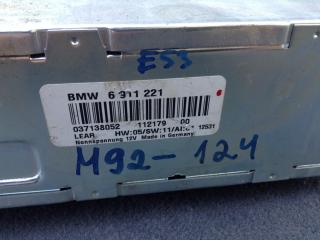 E53
BMW 6 911 221
037138052 112179 00
LEAR HW:05/SW:11/AI: 12531
Nennspannung 12V Made in Germany
M92-124